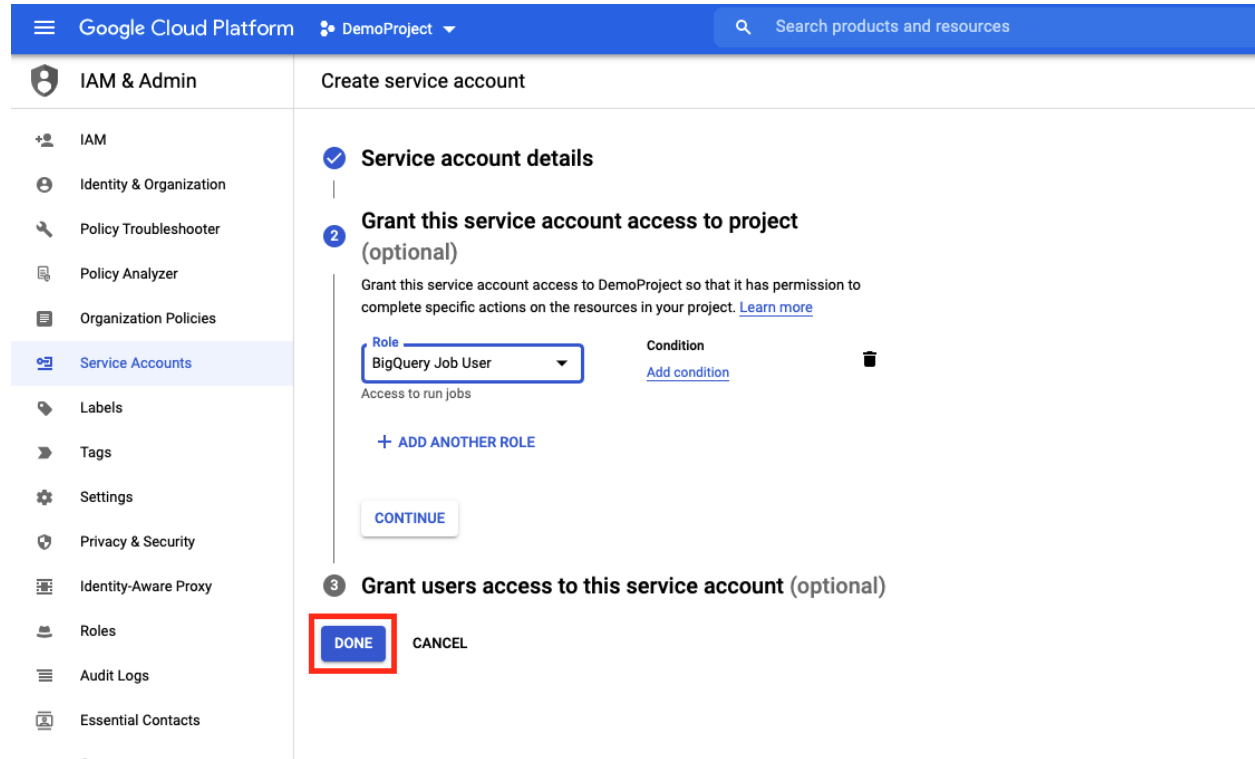 Google Cloud Platform
DemoProject
Search products and resources
IAM & Admin
Create service account
IAM
Identity & Organization
Policy Troubleshooter
Policy Analyzer
Organization Policies
Service Accounts
Labels
Tags
Settings
Privacy & Security
Identity-Aware Proxy
Roles
Audit Logs
Essential Contacts
Service account details
2
Grant this service account access to project
(optional)
Grant this service account access to DemoProject so that it has permission to
complete specific actions on the resources in your project. Learn more
Role
BigQuery Job User
Access to run jobs
Condition
Add condition
+ ADD ANOTHER ROLE
CONTINUE
3
Grant users access to this service account (optional)
DONE CANCEL